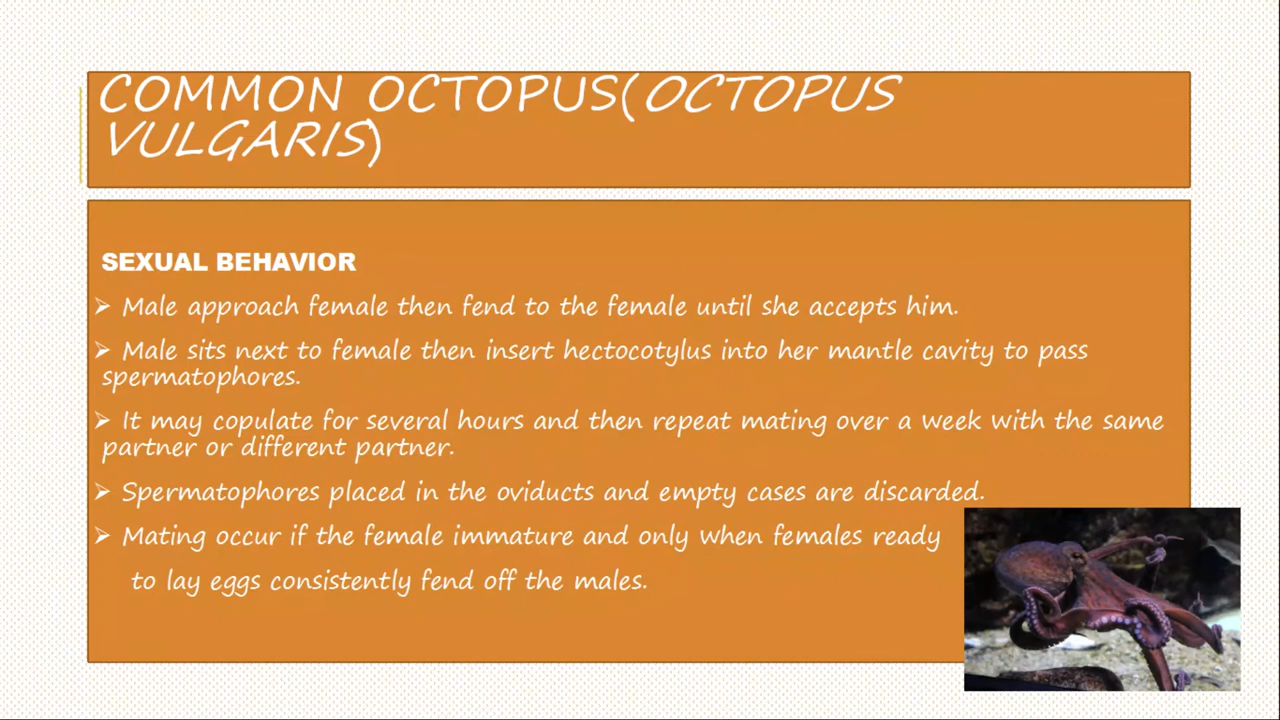 COMMON OCTOPUS(OCTOPUS
VULGARIS)
SEXUAL BEHAVIOR
➢ Male approach female then fend to the female until she accepts him.
➢ Male sits next to female then insert hectocotylus into her mantle cavity to pass
spermatophores.
➢ It may copulate for several hours and then repeat mating over a week with the same
partner or different partner.
➢ Spermatophores placed in the oviducts and empty cases are discarded.
➢ Mating occur if the female immature and only when females ready
to lay eggs consistently fend off the males.